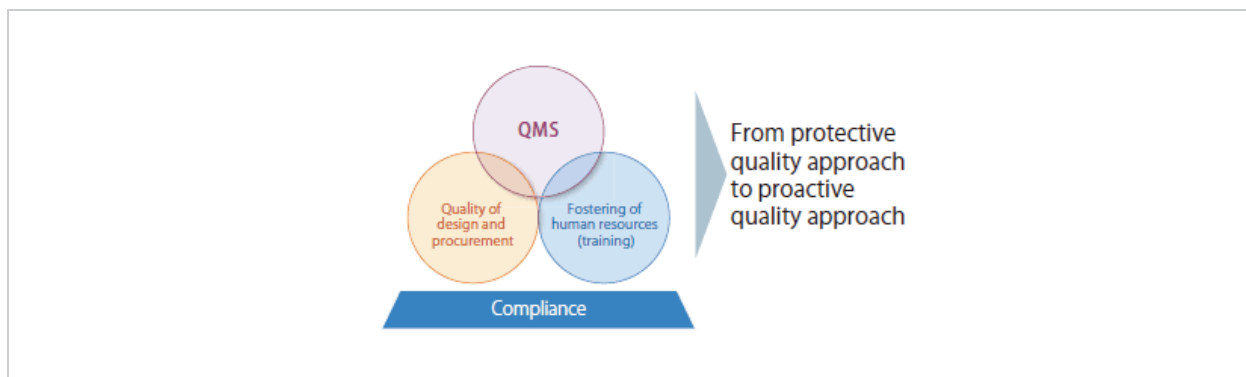 QMS
Quality of
design and
procurement
Fostering of
human resources
(training)
Compliance
From protective
quality approach
to proactive
quality approach